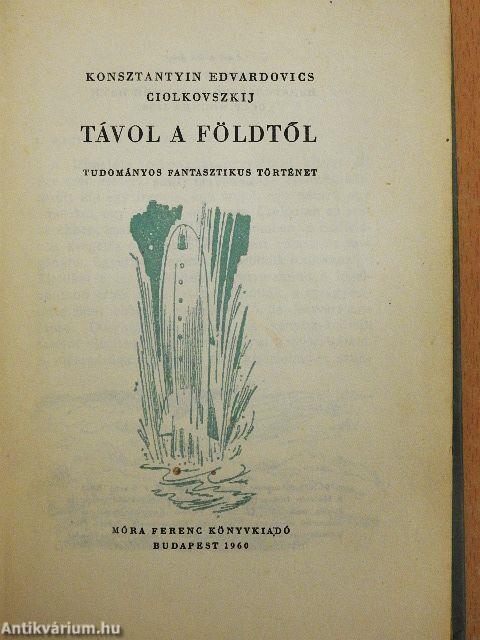 KONSZTANTYIN EDVARDOVICS
CIOLKOVSZKIJ
TÁVOL A FÖLDTŐL
TUDOMÁNYOS FANTASZTIKUS TÖRTÉNET
MÓRA FERENC KÖNYVKIADÓ
BUDAPEST 1960
Antikvárium.hu